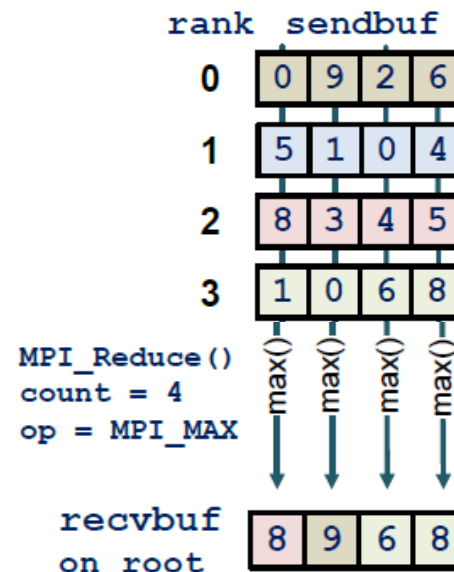 rank sendbuf
0 0 9 2 6
1 5 1 0 4
2 8 3 4 5
3 1 0 6 8
MPI_Reduce()
count = 4
op = MPI_MAX
max() max() max() max()
recvbuf
on root
8 9 6 8